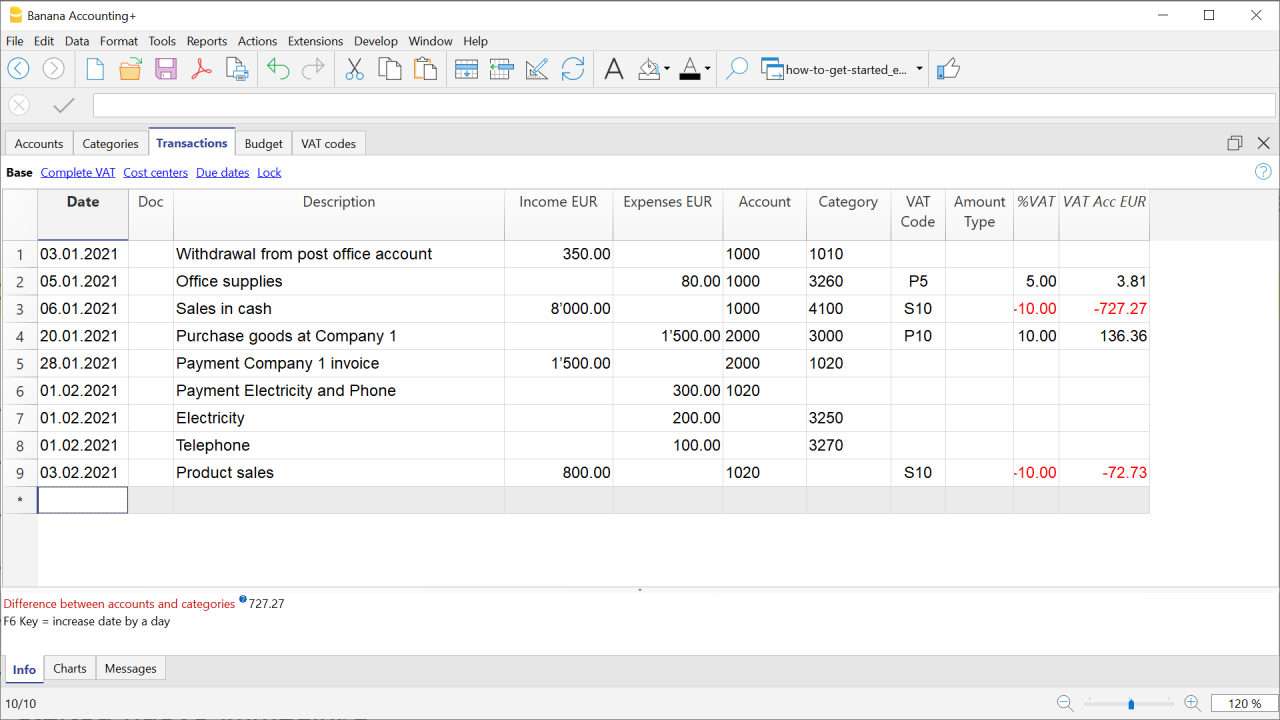 Banana Accounting+
File Edit Data Format Tools Reports Actions Extensions Develop Window Help
how-to-get-started_e...
Accounts Categories Transactions Budget VAT codes
Base Complete VAT Cost centers Due dates Lock
Date Doc Description Income EUR Expenses EUR Account Category VAT Code Amount Type %VAT VAT Acc EUR
1 03.01.2021 Withdrawal from post office account 350.00 1000 1010
2 05.01.2021 Office supplies 80.00 1000 3260 P5 5.00 3.81
3 06.01.2021 Sales in cash 8’000.00 1000 4100 S10 -10.00 -727.27
4 20.01.2021 Purchase goods at Company 1 1’500.00 2000 3000 P10 10.00 136.36
5 28.01.2021 Payment Company 1 invoice 1’500.00 2000 1020
6 01.02.2021 Payment Electricity and Phone 300.00 1020
7 01.02.2021 Electricity 200.00 3250
8 01.02.2021 Telephone 100.00 3270
9 03.02.2021 Product sales 800.00 1020 S10 -10.00 -72.73
*
Difference between accounts and categories 727.27
F6 Key = increase date by a day
Info Charts Messages
10/10 120 %